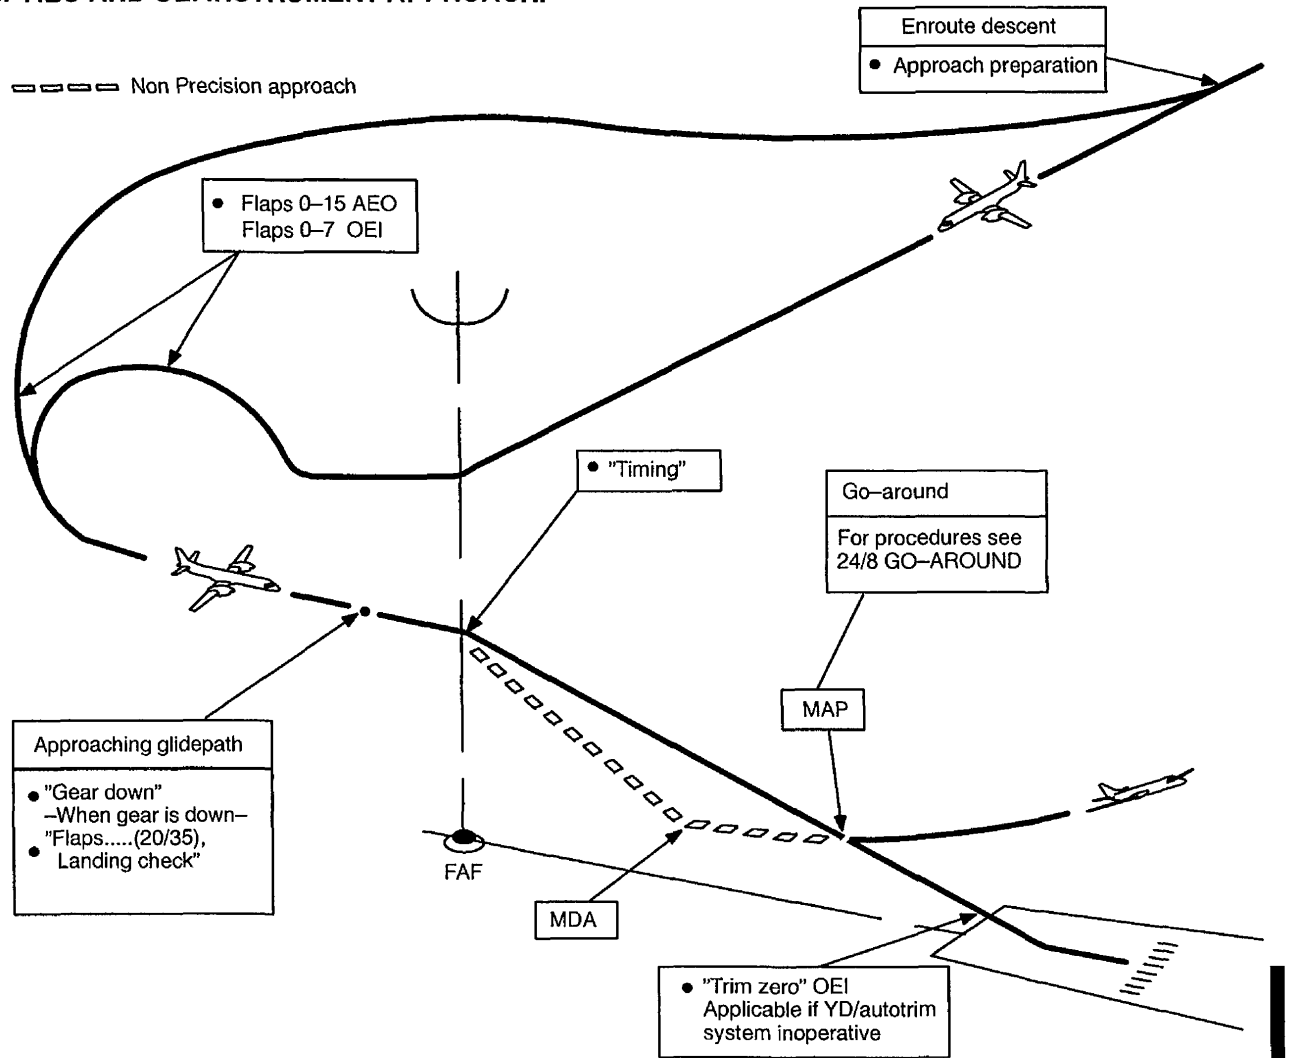 Enroute descent
• Approach preparation
Non Precision approach
• Flaps 0–15 AEO
Flaps 0–7 OEI
• "Timing"
Go–around
For procedures see
24/8 GO–AROUND
MAP
Approaching glidepath
• "Gear down"
–When gear is down–
• "Flaps.....(20/35),
Landing check"
FAF
MDA
• "Trim zero" OEI
Applicable if YD/autotrim
system inoperative